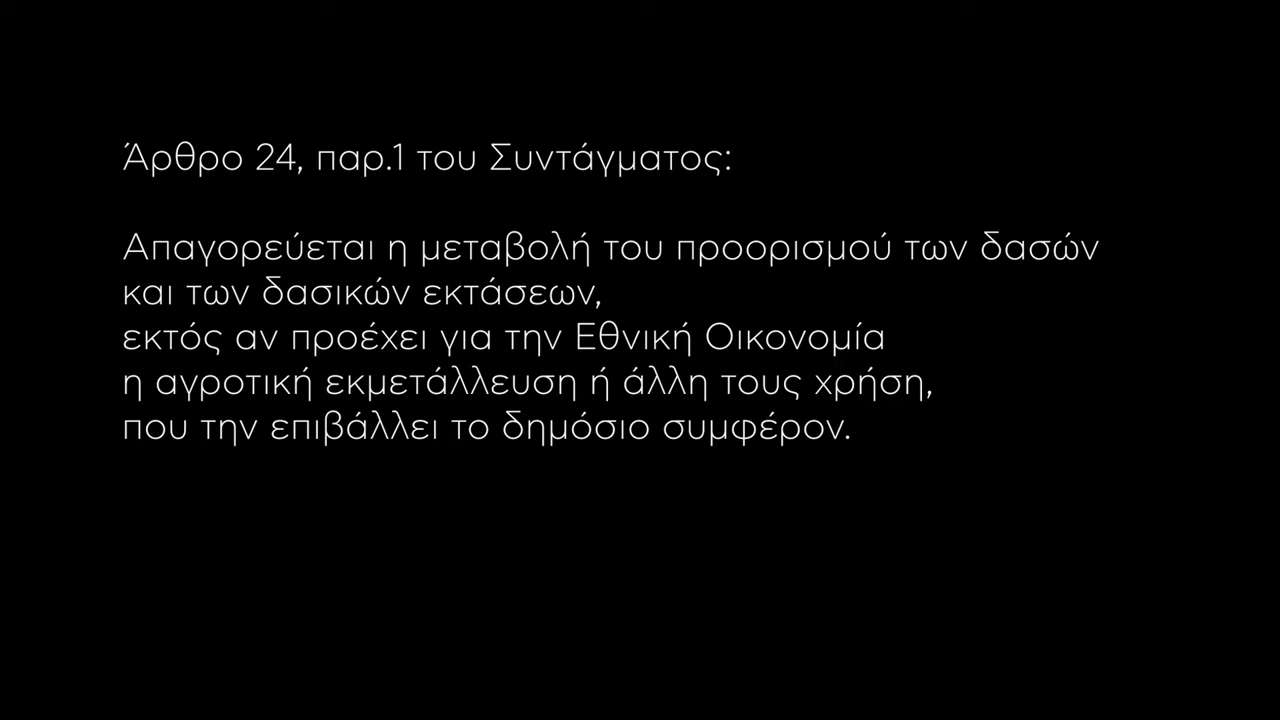 Άρθρο 24, παρ.1 του Συντάγματος:
Απαγορεύεται η μεταβολή του προορισμού των δασών
και των δασικών εκτάσεων,
εκτός αν προέχει για την Εθνική Οικονομία
η αγροτική εκμετάλλευση ή άλλη τους χρήση,
που την επιβάλλει το δημόσιο συμφέρον.